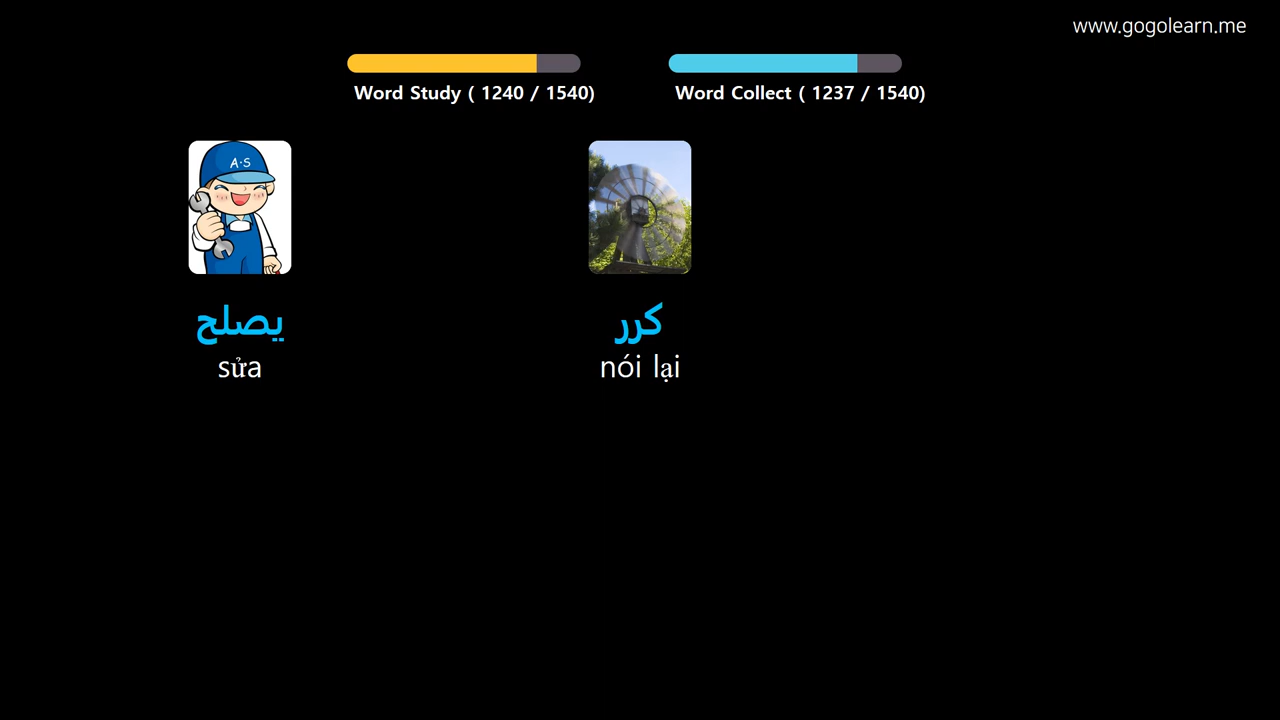 www.gogolearn.me
Word Study ( 1240 / 1540)
Word Collect ( 1237 / 1540)
A·S
يصلح
sửa
كرر
nói lại